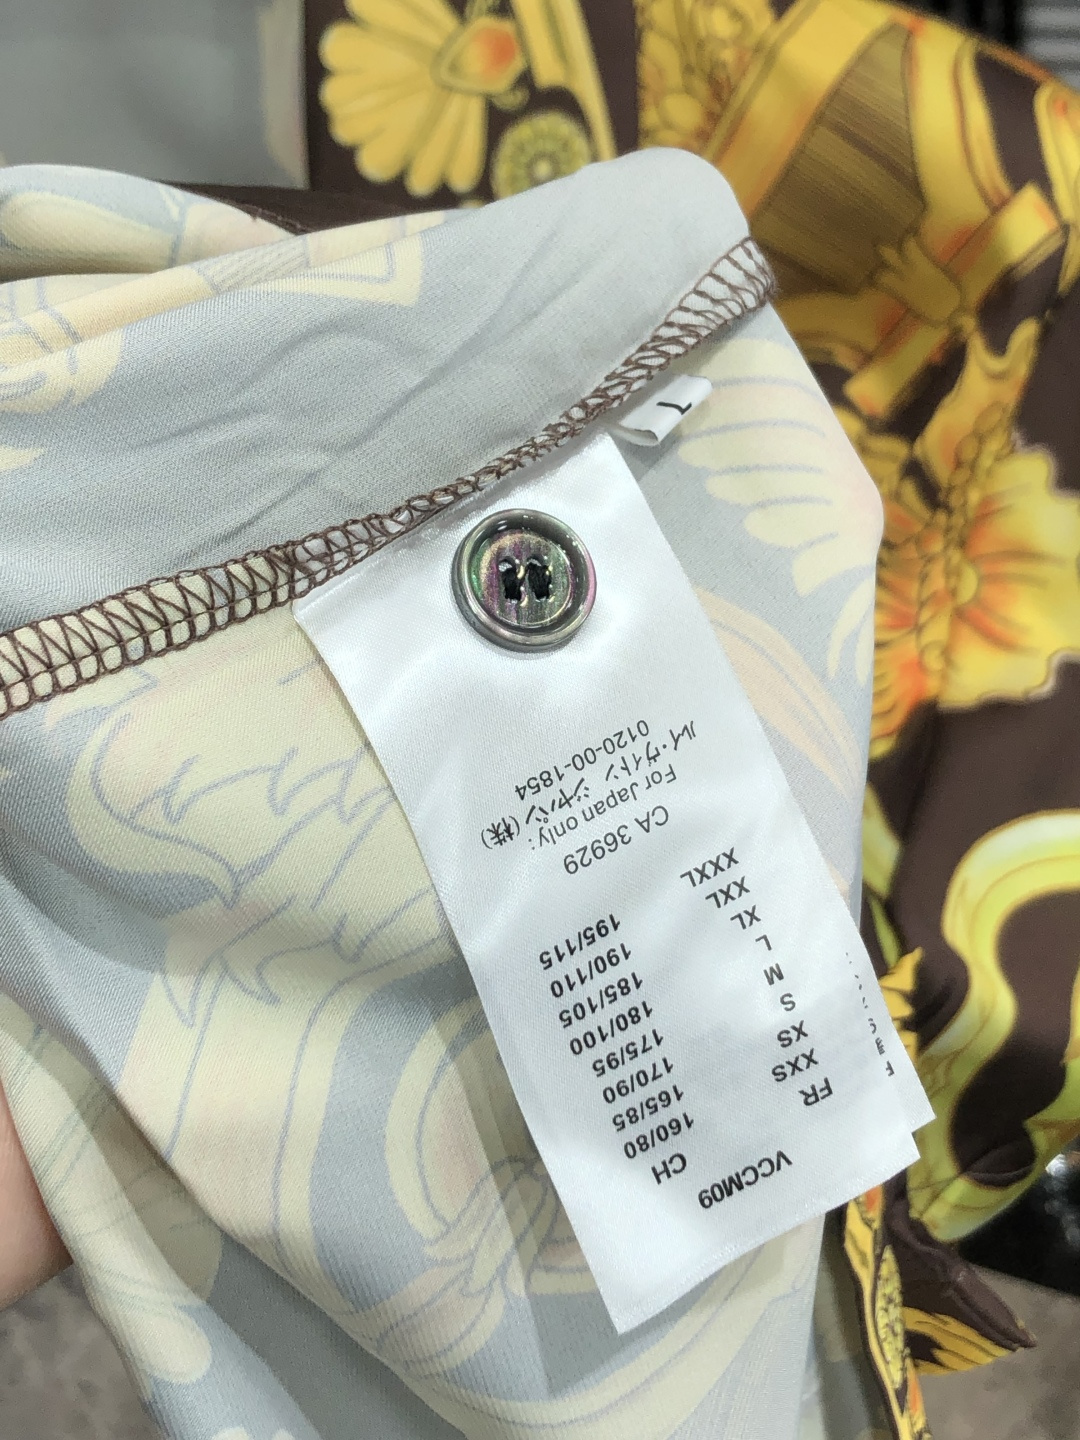 L
VCCM09
FR CH
XXS 160/80
XS 165/85
S 170/90
M 175/95
L 180/100
XL 185/105
XXL 190/110
XXXL 195/115
CA 36929
For Japan only:
ルイ・ヴィトン ジャパン(株)
0120-00-1854